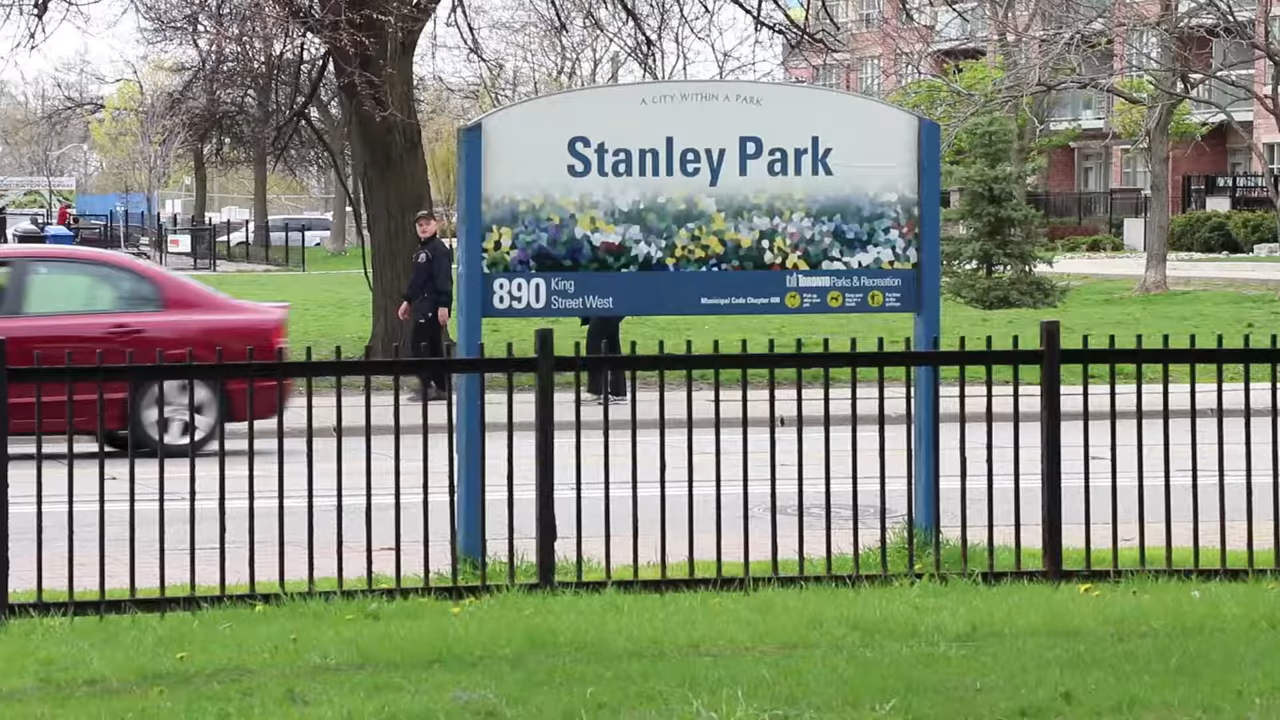 A CITY WITHIN A PARK
Stanley Park
890 King
Street West
TORONTO Parks & Recreation
Municipal Code Chapter 608